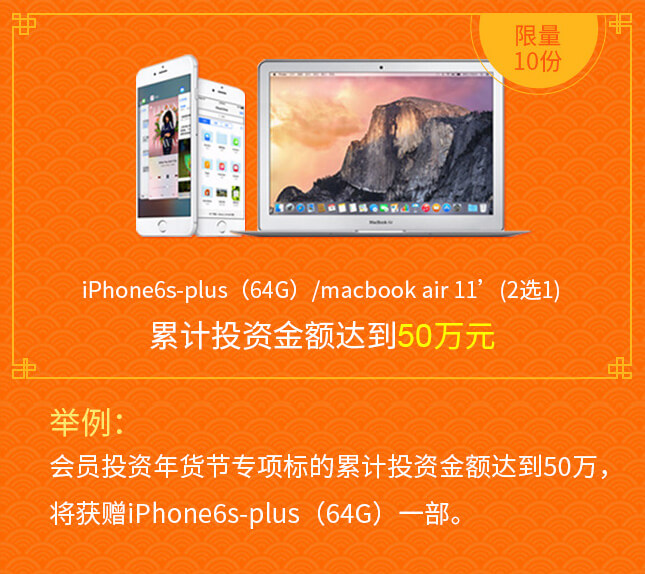 限量
10份
iPhone6s-plus（64G）/macbook air 11’(2选1)
累计投资金额达到50万元
举例：
会员投资年货节专项标的累计投资金额达到50万，
将获赠iPhone6s-plus（64G）一部。